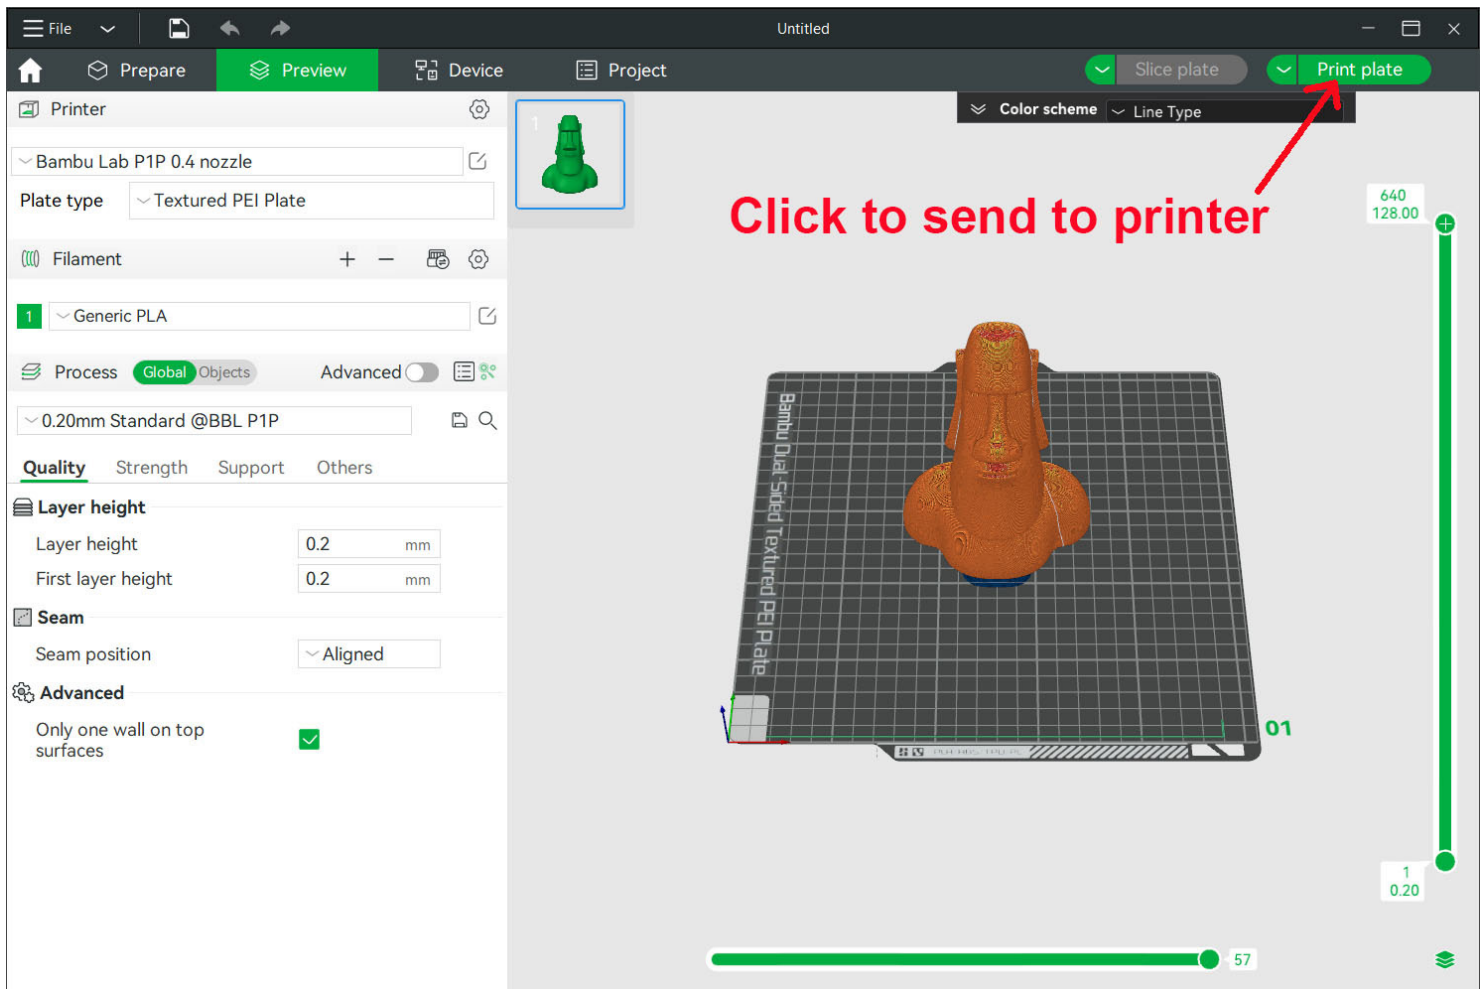 File
Untitled
Prepare
Preview
Device
Project
Slice plate
Print plate
Printer
Bambu Lab P1P 0.4 nozzle
Plate type
Textured PEI Plate
Filament
1
Generic PLA
Process
Global
Objects
Advanced
0.20mm Standard @BBL P1P
Quality
Strength
Support
Others
Layer height
Layer height
0.2
mm
First layer height
0.2
mm
Seam
Seam position
Aligned
Advanced
Only one wall on top
surfaces
1
Color scheme
Line Type
Click to send to printer
640
128.00
Bambu Dual-Sided Textured PEI Plate
01
1
0.20
57